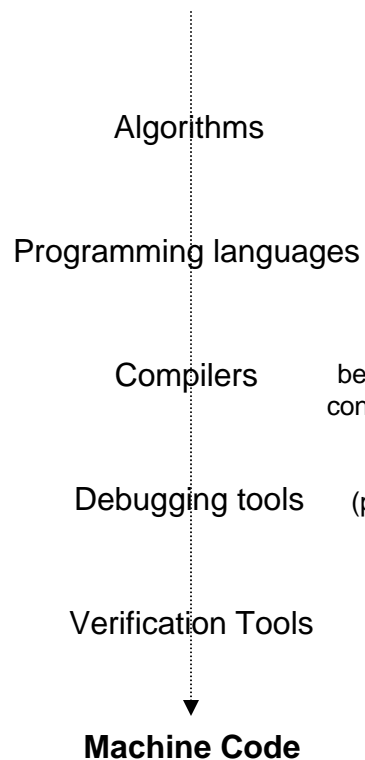 Algorithms
Programming languages
Compilers
Debugging tools
Verification Tools
Machine Code